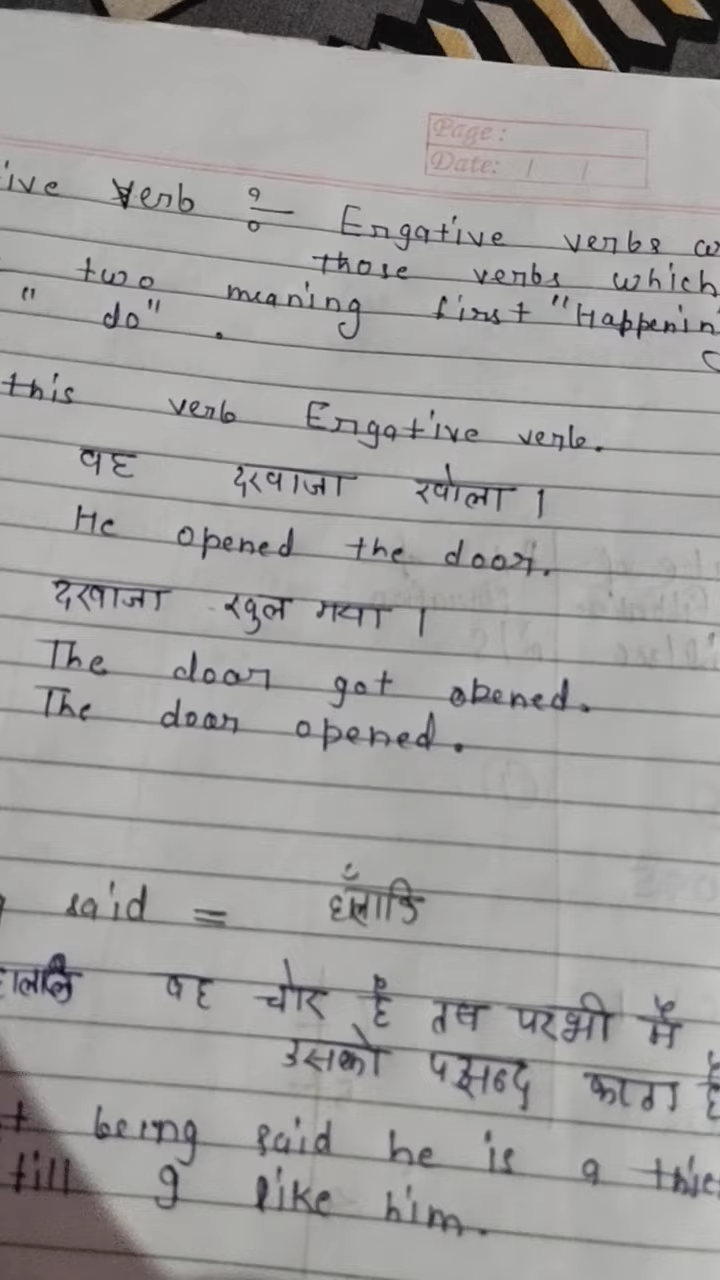 Page:
Date: / /
ive Verb ÷ Ergative verbs
those verbs which
two meaning first "Happenin
" do" .
this verb Ergative verb.
वह दरवाजा खोला ।
He opened the door.
दरवाजा खुल गया ।
The door got opened.
The door opened.
said =
वह चोर है तब परभी मैं
उसको
being said he is a thie
till I like him.